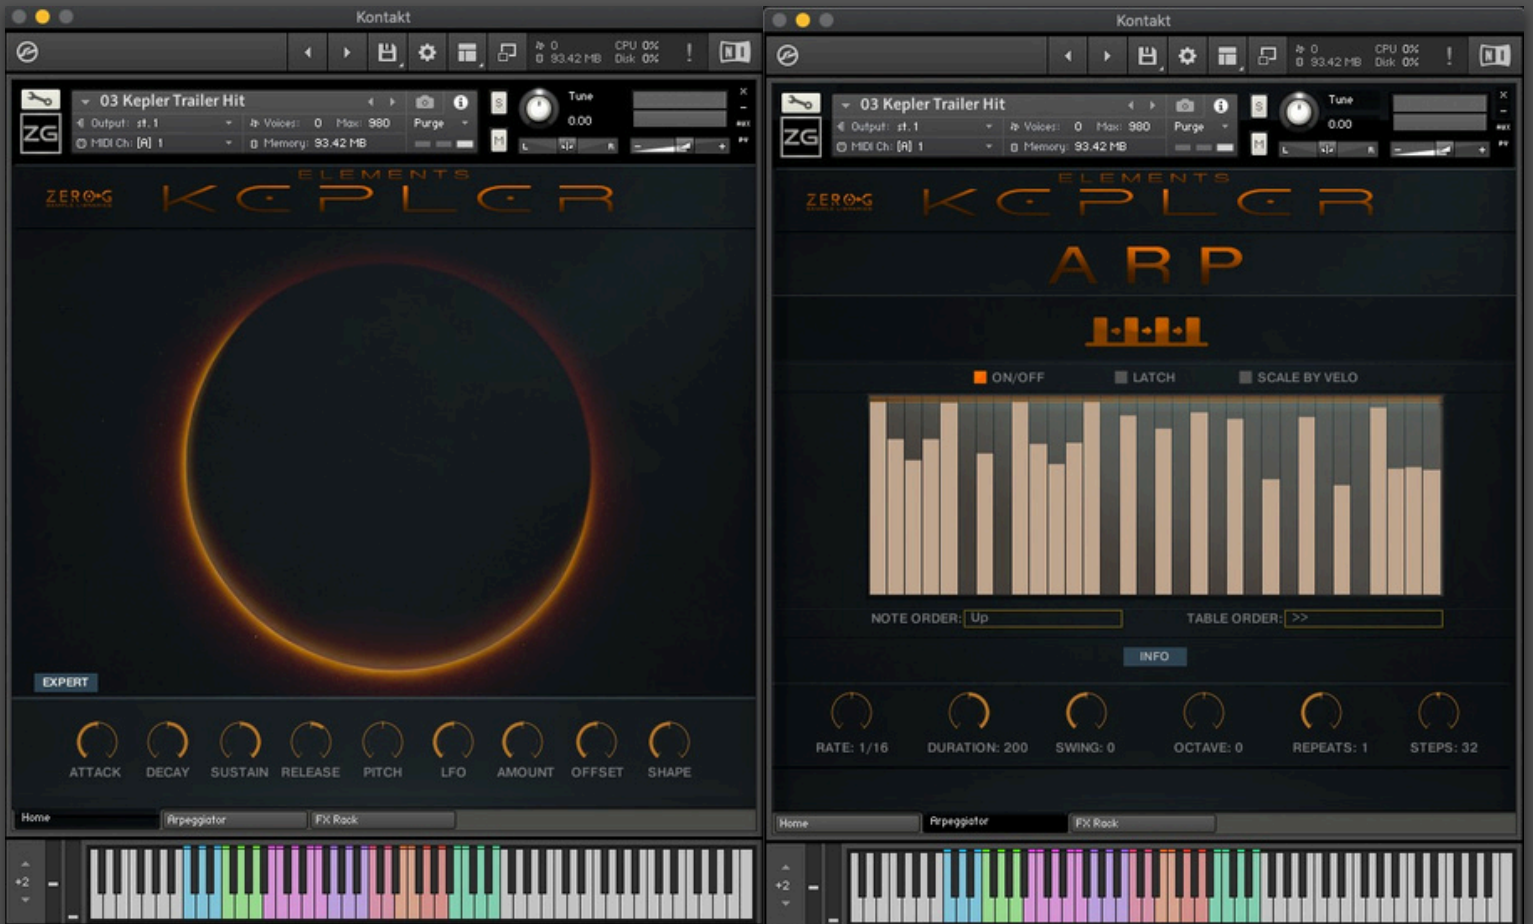 Kontakt
0
93.42 MB
CPU 0%
Disk 0%
!
03 Kepler Trailer Hit
Output: st.1
Voices: 0 Max: 980
Purge
MIDI Ch: [A] 1
Memory: 93.42 MB
ZG
S
M
Tune
0.00
L R
- +
AUX
PV
ZERO-G
ELEMENTS
KEPLER
EXPERT
ATTACK DECAY SUSTAIN RELEASE PITCH LFO AMOUNT OFFSET SHAPE
Home Arpeggiator FX Rack
+2
Kontakt
0
93.42 MB
CPU 0%
Disk 0%
!
03 Kepler Trailer Hit
Output: st.1
Voices: 0 Max: 980
Purge
MIDI Ch: [A] 1
Memory: 93.42 MB
ZG
S
M
Tune
0.00
L R
- +
AUX
PV
ZERO-G
ELEMENTS
KEPLER
ARP
ON/OFF LATCH SCALE BY VELO
NOTE ORDER: Up TABLE ORDER: >>
INFO
RATE: 1/16 DURATION: 200 SWING: 0 OCTAVE: 0 REPEATS: 1 STEPS: 32
Home Arpeggiator FX Rack
+2